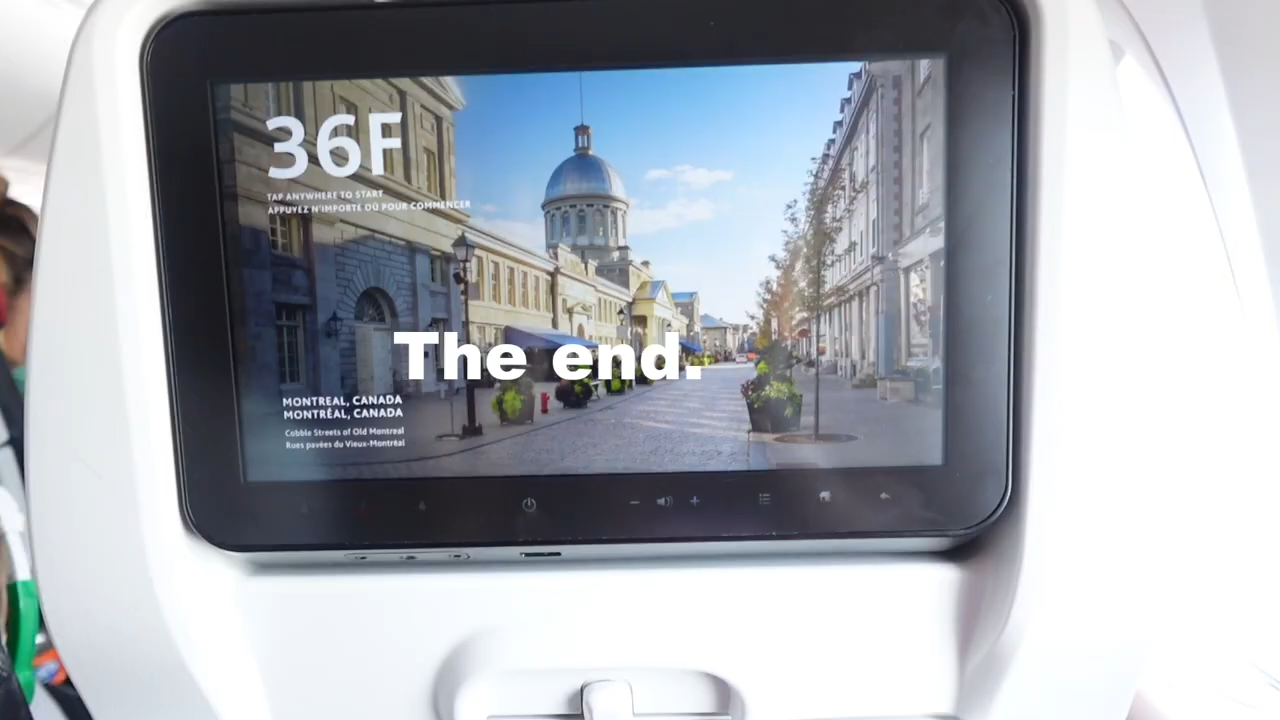 36F
TAP ANYWHERE TO START
APPUYEZ N'IMPORTE OÙ POUR COMMENCER
The end.
MONTREAL, CANADA
MONTRÉAL, CANADA
Cobble Streets of Old Montreal
Rues pavées du Vieux-Montréal